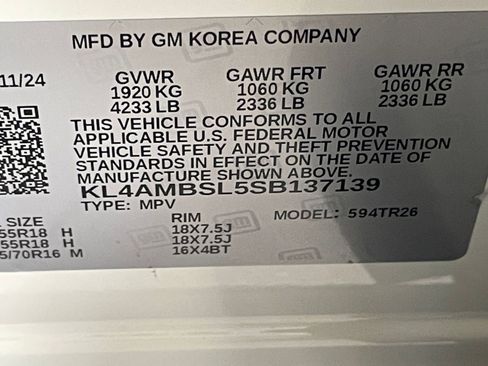 MFD BY GM KOREA COMPANY
11/24 GVWR GAWR FRT GAWR RR
1920 KG 1060 KG 1060 KG
4233 LB 2336 LB 2336 LB
THIS VEHICLE CONFORMS TO ALL
APPLICABLE U.S. FEDERAL MOTOR
VEHICLE SAFETY AND THEFT PREVENTION
STANDARDS IN EFFECT ON THE DATE OF
MANUFACTURE SHOWN ABOVE.
KL4AMBSL5SB137139
TYPE: MPV MODEL: 594TR26
SIZE RIM
55R18 H 18X7.5J
55R18 H 18X7.5J
5/70R16 M 16X4BT